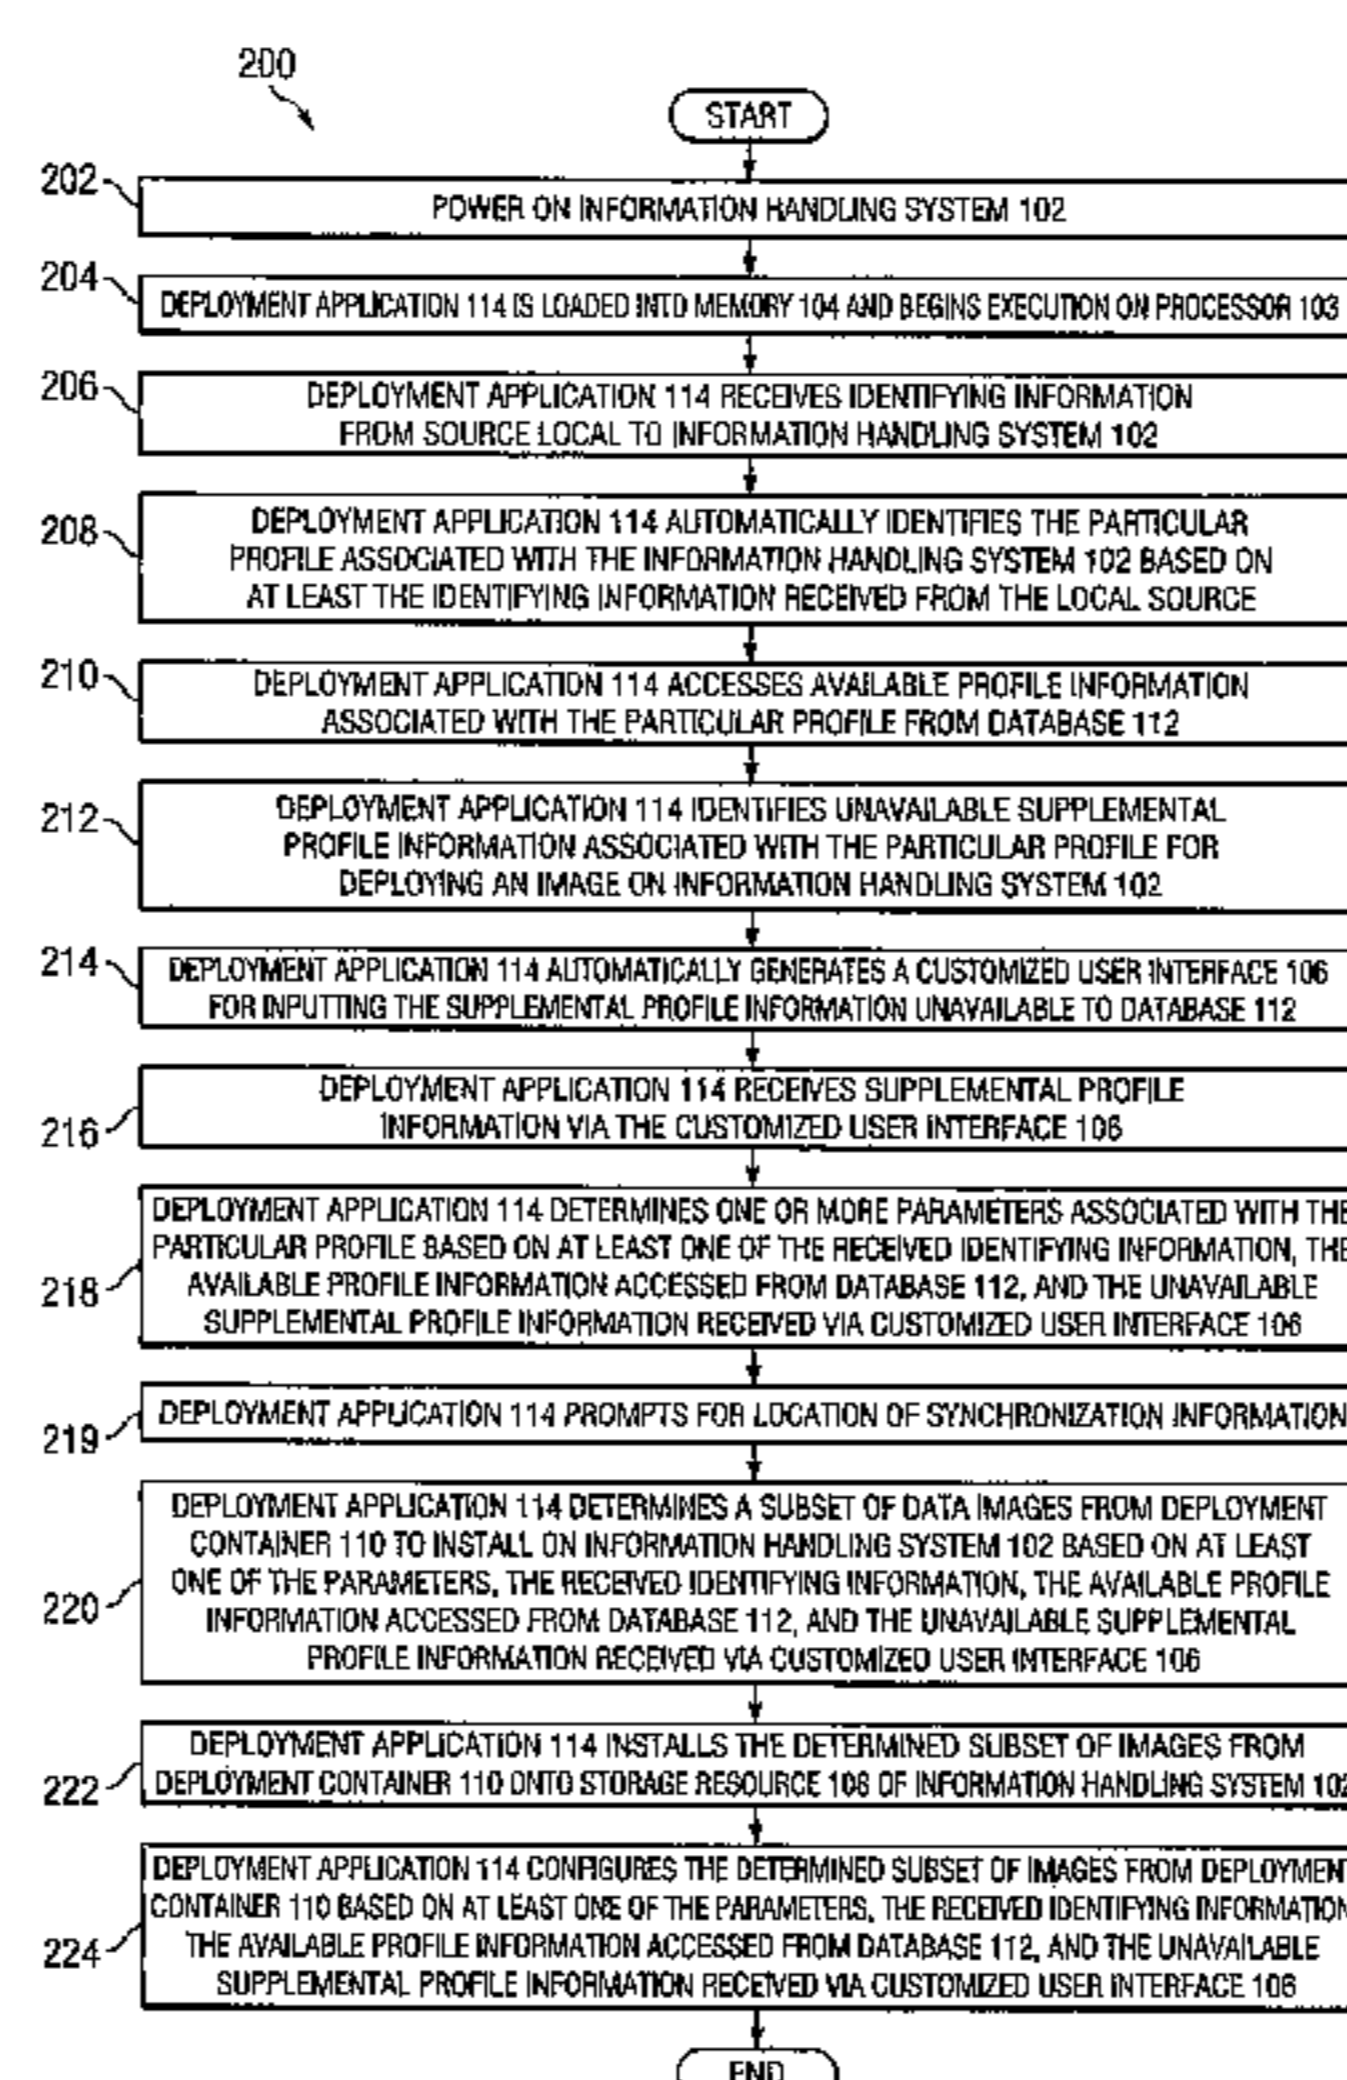 200
START
202
POWER ON INFORMATION HANDLING SYSTEM 102
204
DEPLOYMENT APPLICATION 114 IS LOADED INTO MEMORY 104 AND BEGINS EXECUTION ON PROCESSOR 103
206
DEPLOYMENT APPLICATION 114 RECEIVES IDENTIFYING INFORMATION
FROM SOURCE LOCAL TO INFORMATION HANDLING SYSTEM 102
208
DEPLOYMENT APPLICATION 114 AUTOMATICALLY IDENTIFIES THE PARTICULAR
PROFILE ASSOCIATED WITH THE INFORMATION HANDLING SYSTEM 102 BASED ON
AT LEAST THE IDENTIFYING INFORMATION RECEIVED FROM THE LOCAL SOURCE
210
DEPLOYMENT APPLICATION 114 ACCESSES AVAILABLE PROFILE INFORMATION
ASSOCIATED WITH THE PARTICULAR PROFILE FROM DATABASE 112
212
DEPLOYMENT APPLICATION 114 IDENTIFIES UNAVAILABLE SUPPLEMENTAL
PROFILE INFORMATION ASSOCIATED WITH THE PARTICULAR PROFILE FOR
DEPLOYING AN IMAGE ON INFORMATION HANDLING SYSTEM 102
214
DEPLOYMENT APPLICATION 114 AUTOMATICALLY GENERATES A CUSTOMIZED USER INTERFACE 106
FOR INPUTTING THE SUPPLEMENTAL PROFILE INFORMATION UNAVAILABLE TO DATABASE 112
216
DEPLOYMENT APPLICATION 114 RECEIVES SUPPLEMENTAL PROFILE
INFORMATION VIA THE CUSTOMIZED USER INTERFACE 106
218
DEPLOYMENT APPLICATION 114 DETERMINES ONE OR MORE PARAMETERS ASSOCIATED WITH THE
PARTICULAR PROFILE BASED ON AT LEAST ONE OF THE RECEIVED IDENTIFYING INFORMATION, THE
AVAILABLE PROFILE INFORMATION ACCESSED FROM DATABASE 112, AND THE UNAVAILABLE
SUPPLEMENTAL PROFILE INFORMATION RECEIVED VIA CUSTOMIZED USER INTERFACE 106
219
DEPLOYMENT APPLICATION 114 PROMPTS FOR LOCATION OF SYNCHRONIZATION INFORMATION
220
DEPLOYMENT APPLICATION 114 DETERMINES A SUBSET OF DATA IMAGES FROM DEPLOYMENT
CONTAINER 110 TO INSTALL ON INFORMATION HANDLING SYSTEM 102 BASED ON AT LEAST
ONE OF THE PARAMETERS, THE RECEIVED IDENTIFYING INFORMATION, THE AVAILABLE PROFILE
INFORMATION ACCESSED FROM DATABASE 112, AND THE UNAVAILABLE SUPPLEMENTAL
PROFILE INFORMATION RECEIVED VIA CUSTOMIZED USER INTERFACE 106
222
DEPLOYMENT APPLICATION 114 INSTALLS THE DETERMINED SUBSET OF IMAGES FROM
DEPLOYMENT CONTAINER 110 ONTO STORAGE RESOURCE 108 OF INFORMATION HANDLING SYSTEM 102
224
DEPLOYMENT APPLICATION 114 CONFIGURES THE DETERMINED SUBSET OF IMAGES FROM DEPLOYMENT
CONTAINER 110 BASED ON AT LEAST ONE OF THE PARAMETERS, THE RECEIVED IDENTIFYING INFORMATION
THE AVAILABLE PROFILE INFORMATION ACCESSED FROM DATABASE 112, AND THE UNAVAILABLE
SUPPLEMENTAL PROFILE INFORMATION RECEIVED VIA CUSTOMIZED USER INTERFACE 106
END